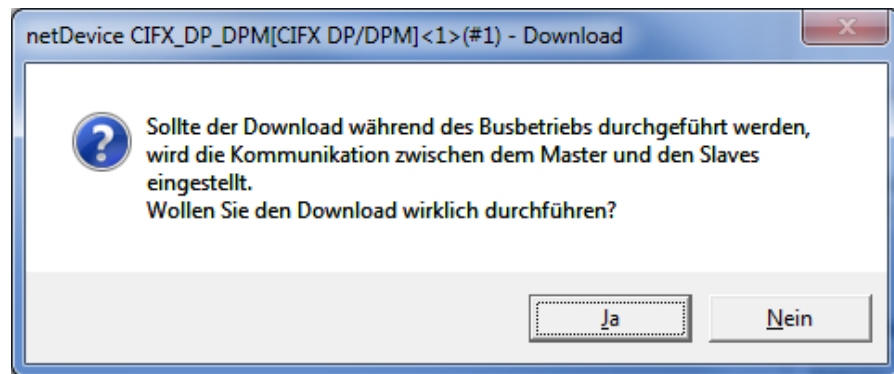 netDevice CIFX_DP_DPM[CIFX DP/DPM]<1>(#1) - Download
Sollte der Download während des Busbetriebs durchgeführt werden,
wird die Kommunikation zwischen dem Master und den Slaves
eingestellt.
Wollen Sie den Download wirklich durchführen?
Ja
Nein